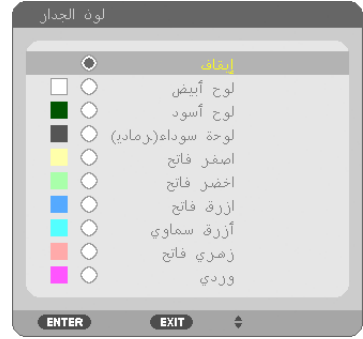 لون الجدار
إيقاف
لوح أبيض
لوح أسود
لوحة سوداء(رمادي)
اصفر فاتح
اخضر فاتح
ازرق فاتح
أزرق سماوي
زهري فاتح
وردي
ENTER EXIT